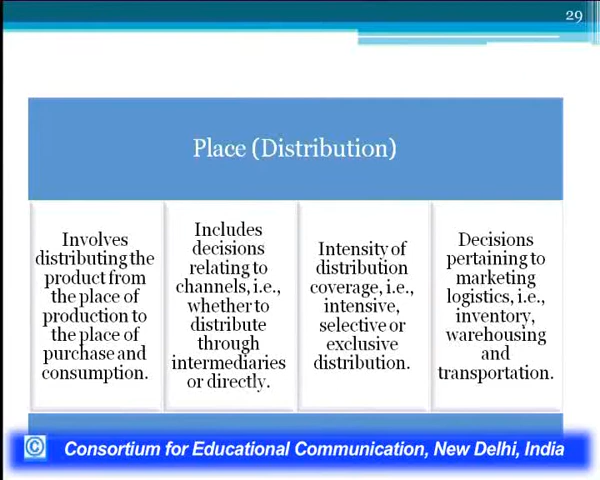 29
Place (Distribution)
Involves
distributing the
product from
the place of
production to
the place of
purchase and
consumption.
Includes
decisions
relating to
channels, i.e.,
whether to
distribute
through
intermediaries
or directly.
Intensity of
distribution
coverage, i.e.,
intensive,
selective or
exclusive
distribution.
Decisions
pertaining to
marketing
logistics, i.e.,
inventory,
warehousing
and
transportation.
© Consortium for Educational Communication, New Delhi, India